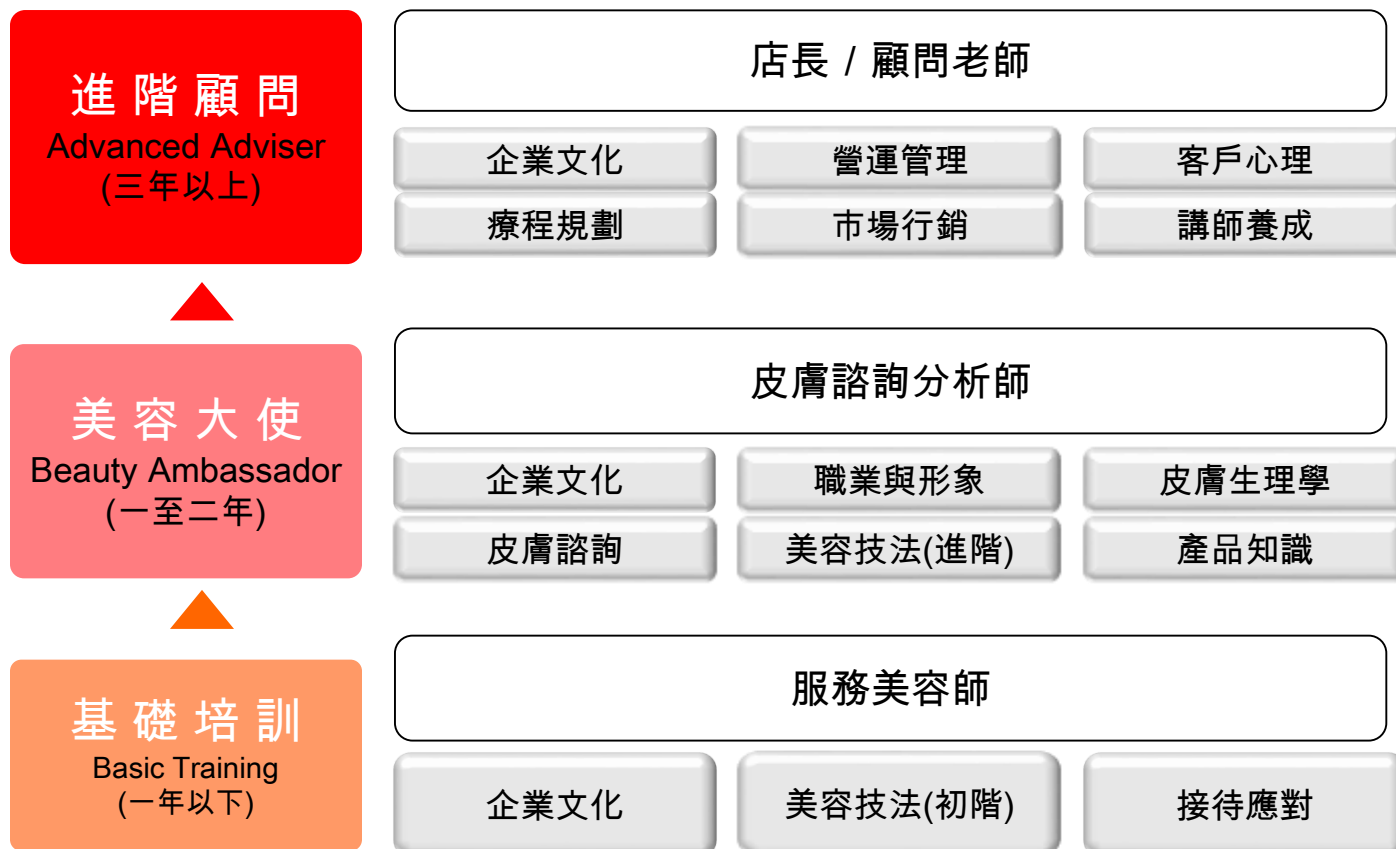 進階顧問
Advanced Adviser
(三年以上)
店長 / 顧問老師
企業文化
營運管理
客戶心理
療程規劃
市場行銷
講師養成
美容大使
Beauty Ambassador
(一至二年)
皮膚諮詢分析師
企業文化
職業與形象
皮膚生理學
皮膚諮詢
美容技法(進階)
產品知識
基礎培訓
Basic Training
(一年以下)
服務美容師
企業文化
美容技法(初階)
接待應對